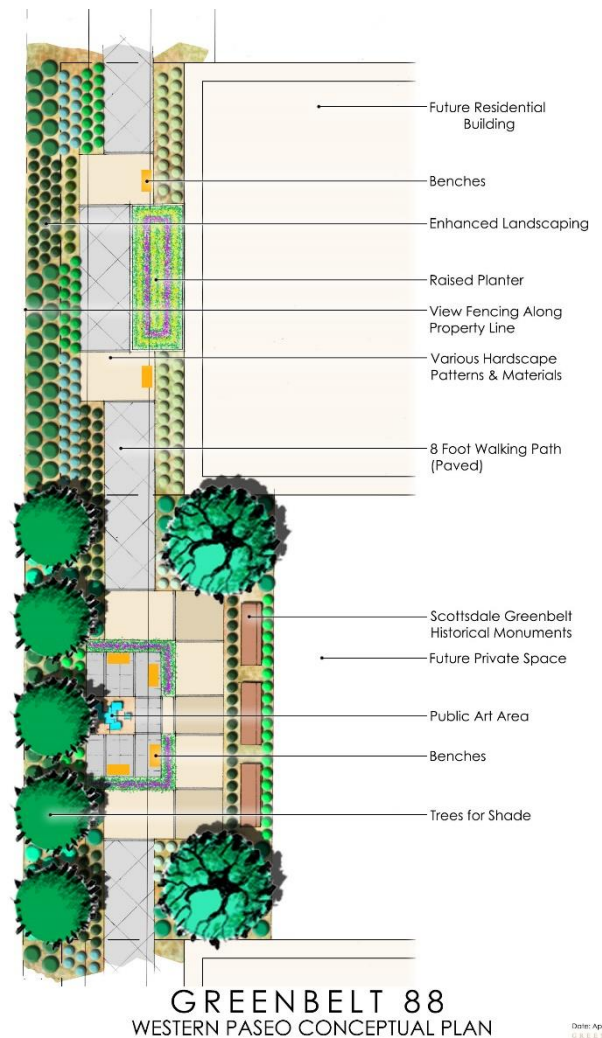 Future Residential
Building
Benches
Enhanced Landscaping
Raised Planter
View Fencing Along
Property Line
Various Hardscape
Patterns & Materials
8 Foot Walking Path
(Paved)
Scottsdale Greenbelt
Historical Monuments
Future Private Space
Public Art Area
Benches
Trees for Shade
GREENBELT 88
WESTERN PASEO CONCEPTUAL PLAN
Date: Ap